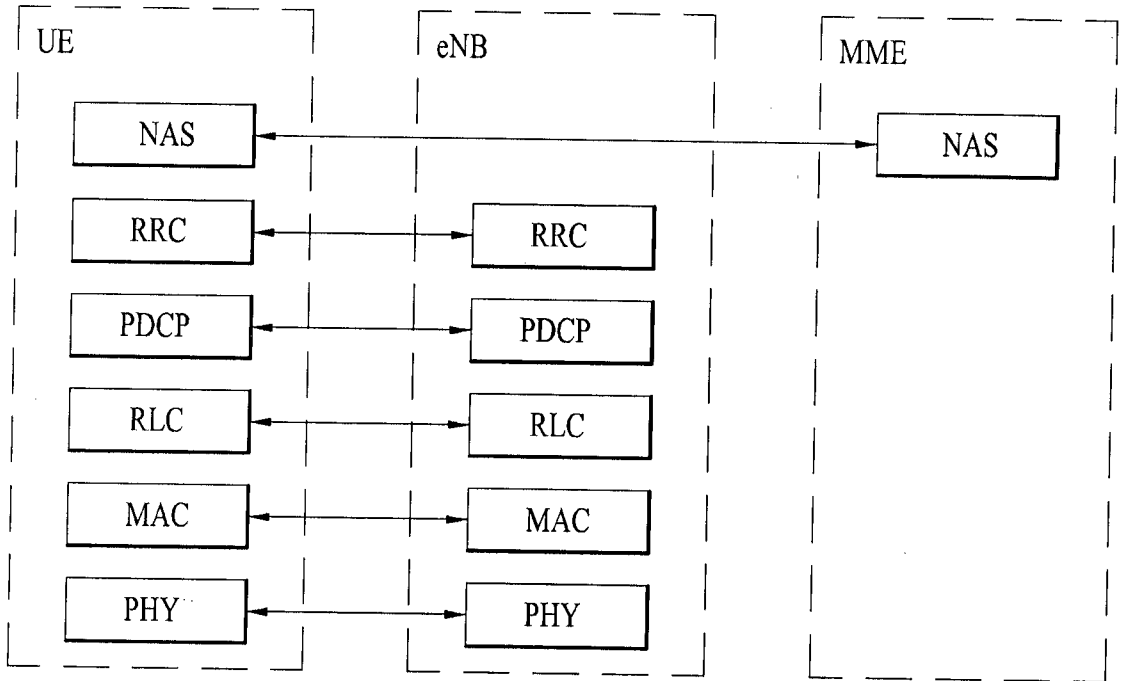 UE
eNB
MME
NAS
NAS
RRC
RRC
PDCP
PDCP
RLC
RLC
MAC
MAC
PHY
PHY